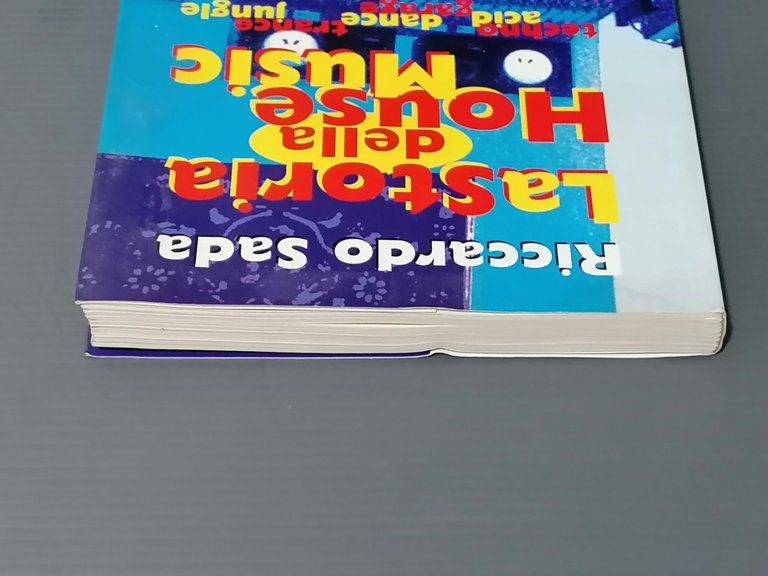 Riccardo Sada
La Storia
della
House
Music
techno dance trance
acid garage jungle